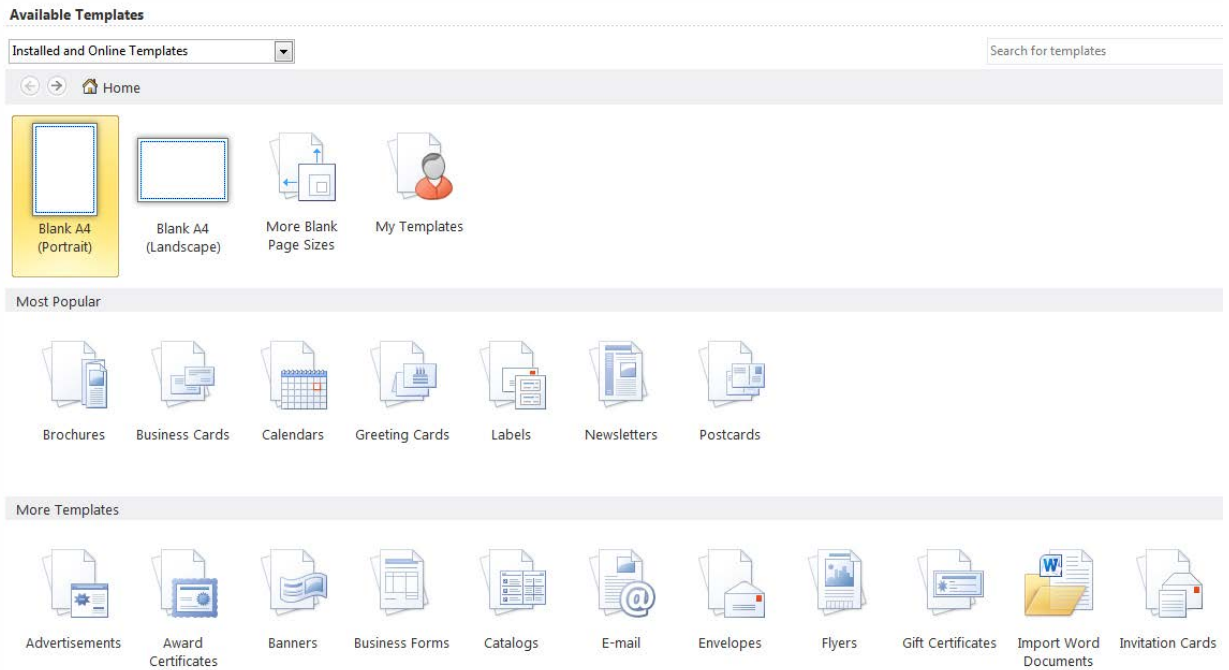 Available Templates
Installed and Online Templates
Search for templates
Home
Blank A4
(Portrait)
Blank A4
(Landscape)
More Blank
Page Sizes
My Templates
Most Popular
Brochures
Business Cards
Calendars
Greeting Cards
Labels
Newsletters
Postcards
More Templates
Advertisements
Award
Certificates
Banners
Business Forms
Catalogs
E-mail
Envelopes
Flyers
Gift Certificates
Import Word
Documents
Invitation Cards